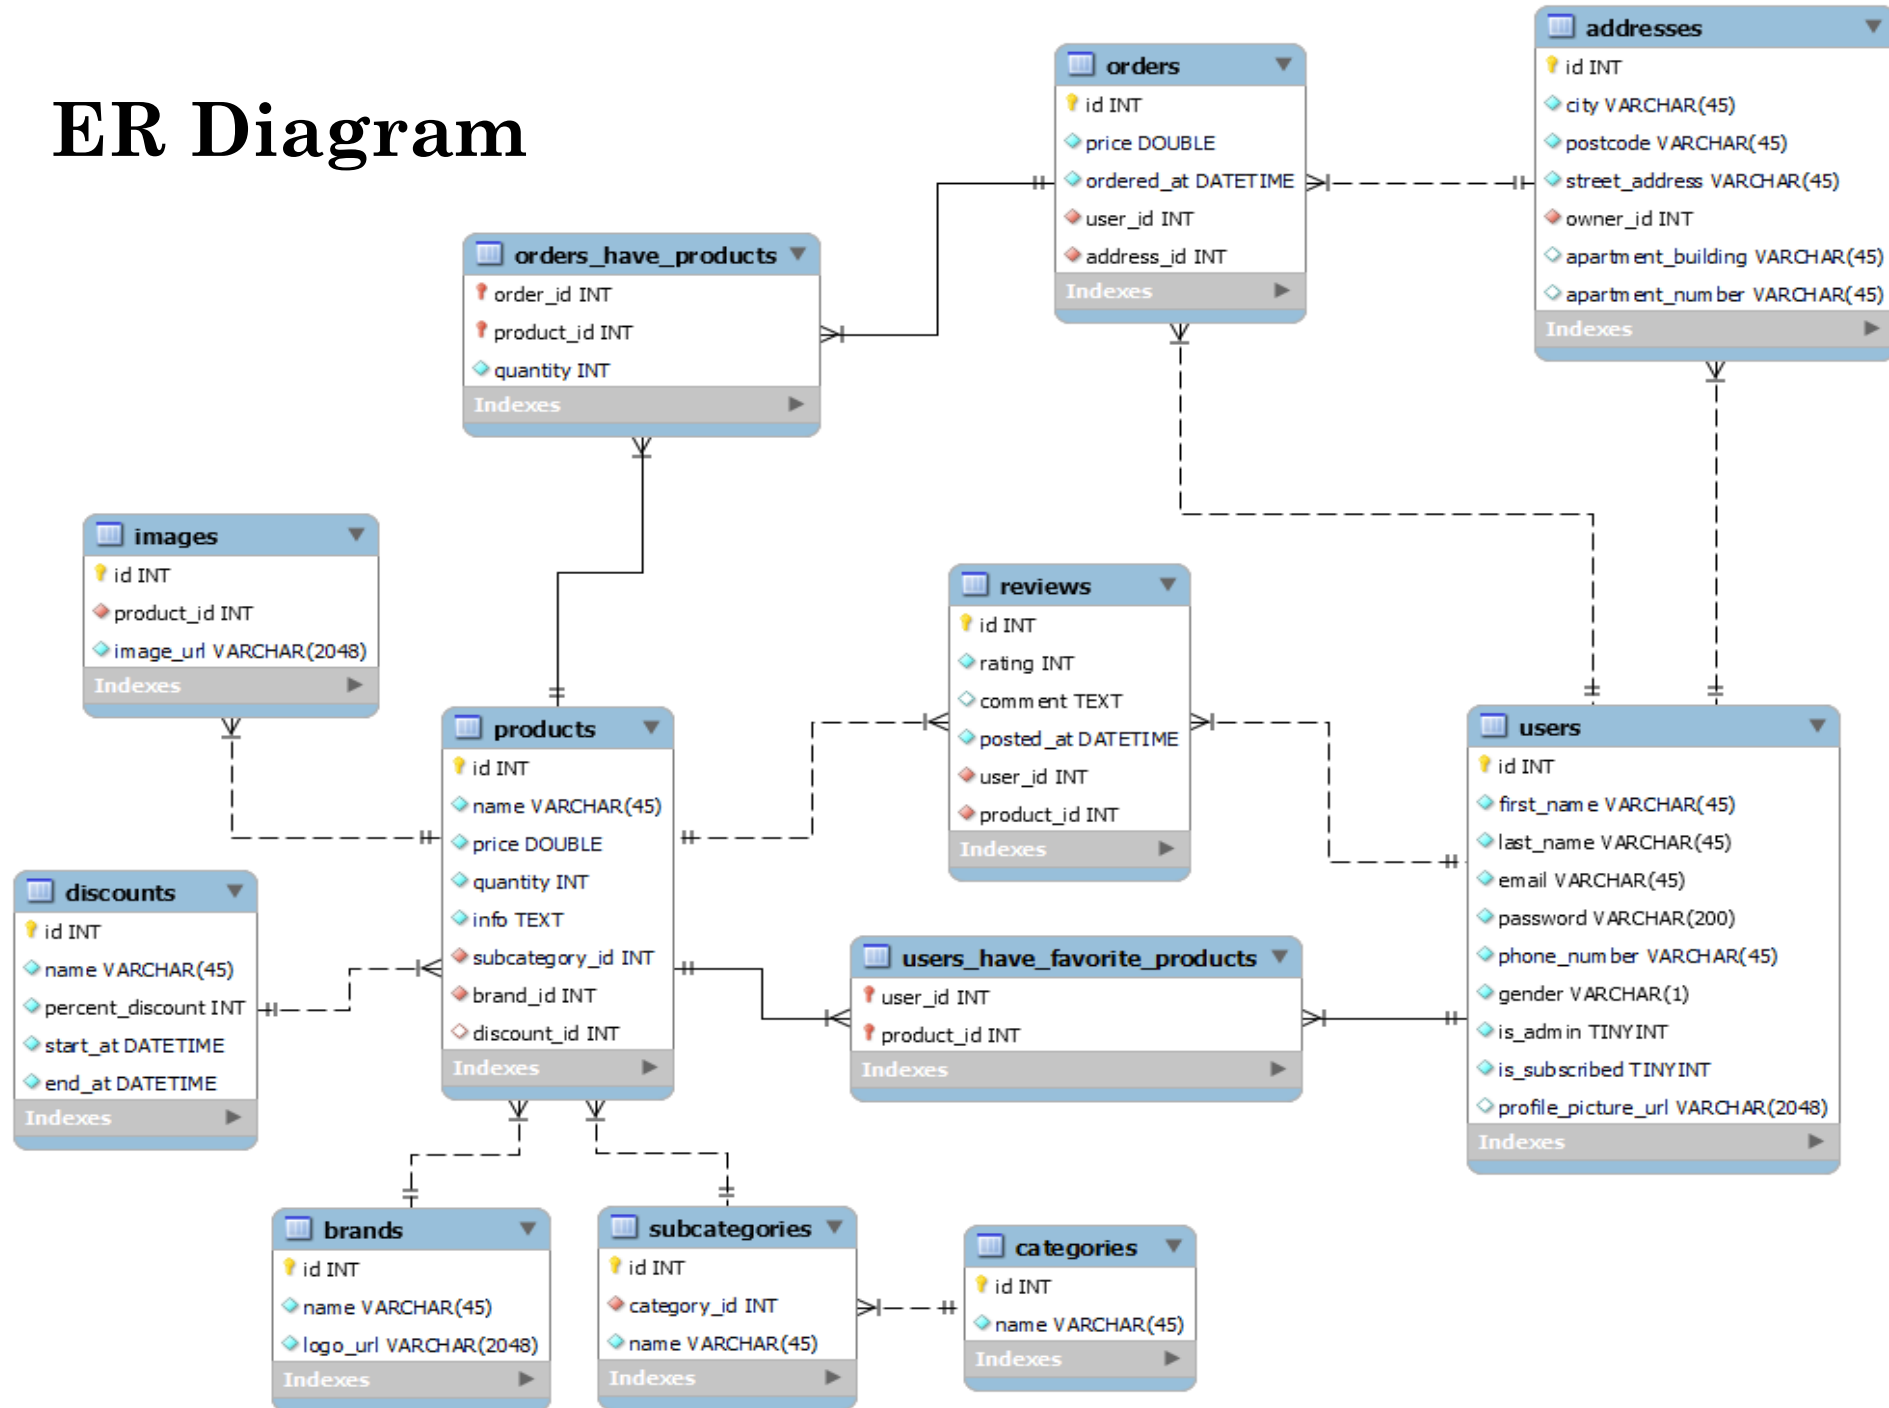 ER Diagram
orders
id INT
price DOUBLE
ordered_at DATETIME
user_id INT
address_id INT
Indexes
addresses
id INT
city VARCHAR(45)
postcode VARCHAR(45)
street_address VARCHAR(45)
owner_id INT
apartment_building VARCHAR(45)
apartment_number VARCHAR(45)
Indexes
orders_have_products
order_id INT
product_id INT
quantity INT
Indexes
images
id INT
product_id INT
image_url VARCHAR(2048)
Indexes
reviews
id INT
rating INT
comment TEXT
posted_at DATETIME
user_id INT
product_id INT
Indexes
products
id INT
name VARCHAR(45)
price DOUBLE
quantity INT
info TEXT
subcategory_id INT
brand_id INT
discount_id INT
Indexes
users
id INT
first_name VARCHAR(45)
last_name VARCHAR(45)
email VARCHAR(45)
password VARCHAR(200)
phone_number VARCHAR(45)
gender VARCHAR(1)
is_admin TINYINT
is_subscribed TINYINT
profile_picture_url VARCHAR(2048)
Indexes
discounts
id INT
name VARCHAR(45)
percent_discount INT
start_at DATETIME
end_at DATETIME
Indexes
users_have_favorite_products
user_id INT
product_id INT
Indexes
brands
id INT
name VARCHAR(45)
logo_url VARCHAR(2048)
Indexes
subcategories
id INT
category_id INT
name VARCHAR(45)
Indexes
categories
id INT
name VARCHAR(45)
Indexes